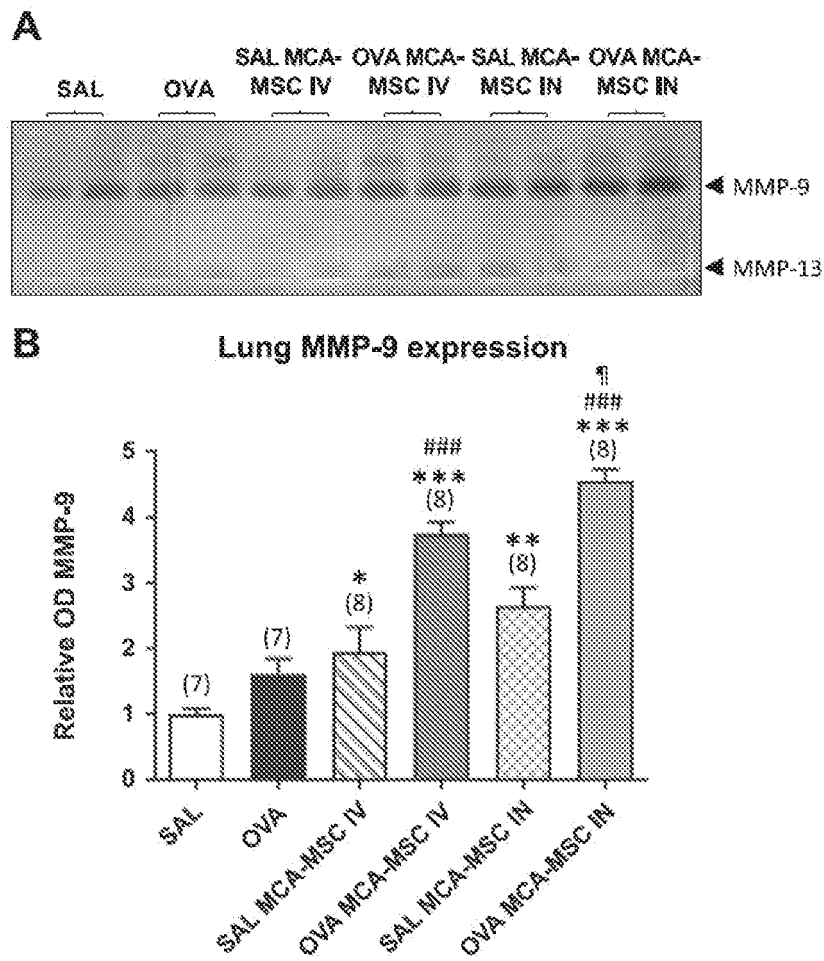 A
SAL
OVA
SAL MCA-
MSC IV
OVA MCA-
MSC IV
SAL MCA-
MSC IN
OVA MCA-
MSC IN
MMP-9
MMP-13
B
Lung MMP-9 expression
Relative OD MMP-9
5
4
3
2
1
0
(7)
(7)
*
(8)
###
***
(8)
**
(8)
¶
###
***
(8)
SAL
OVA
SAL MCA-MSC IV
OVA MCA-MSC IV
SAL MCA-MSC IN
OVA MCA-MSC IN